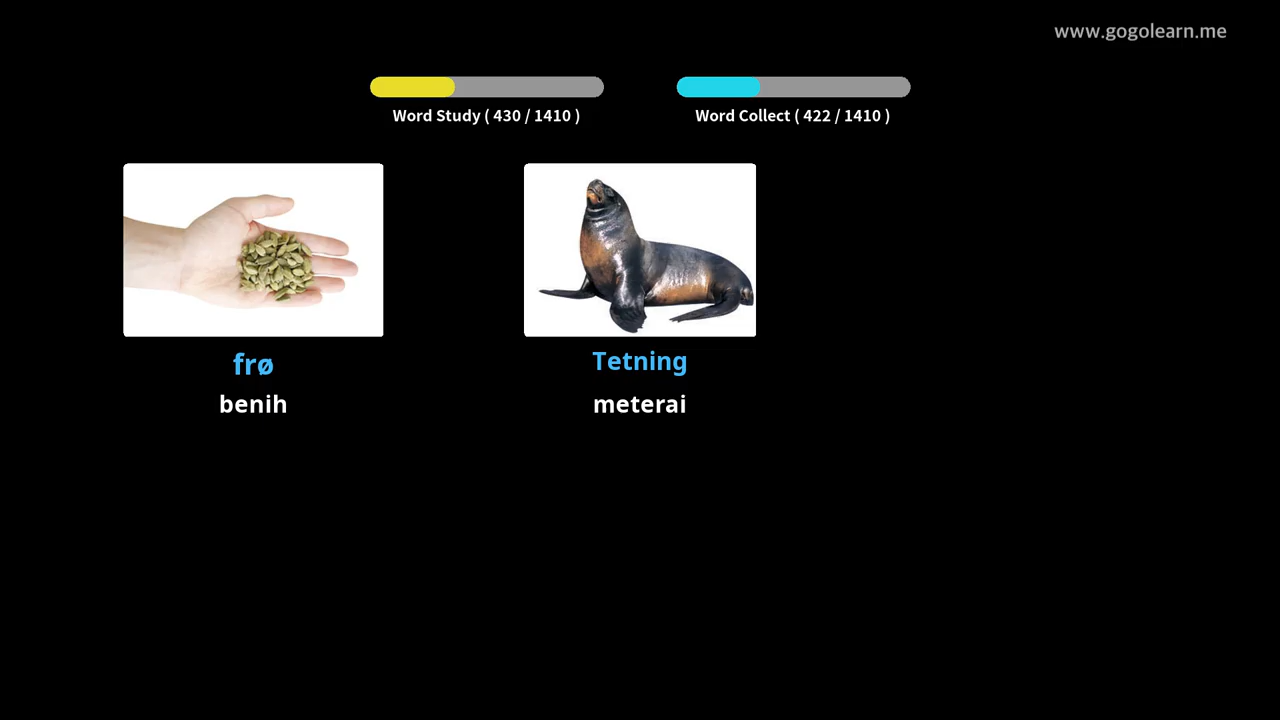 www.gogolearn.me
Word Study ( 430 / 1410 )
Word Collect ( 422 / 1410 )
frø
benih
Tetning
meterai